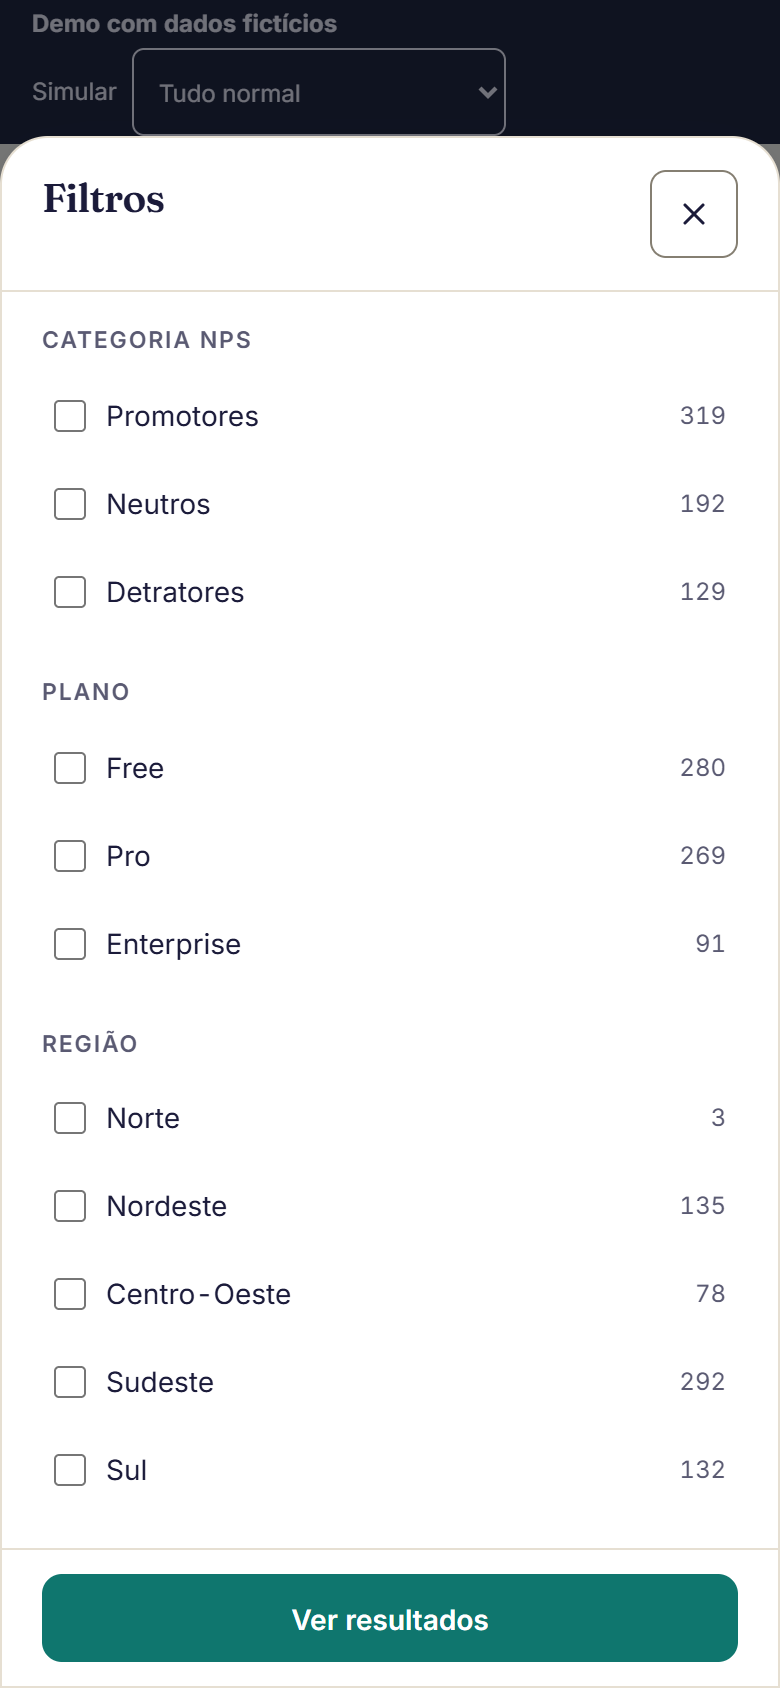 Demo com dados fictícios
Simular Tudo normal
Filtros
CATEGORIA NPS
Promotores 319
Neutros 192
Detratores 129
PLANO
Free 280
Pro 269
Enterprise 91
REGIÃO
Norte 3
Nordeste 135
Centro-Oeste 78
Sudeste 292
Sul 132
Ver resultados